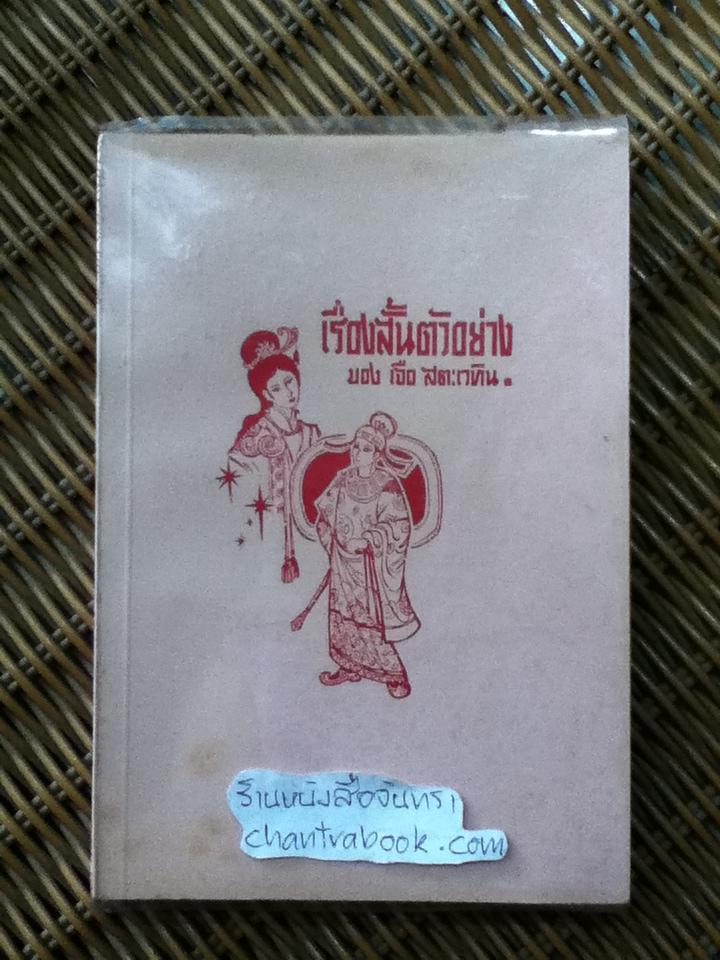 เรื่องสั้นตัวอย่าง
ของ เจือ สตะเวทิน ๑
ร้านหนังสือจันทรา
chantrabook.com